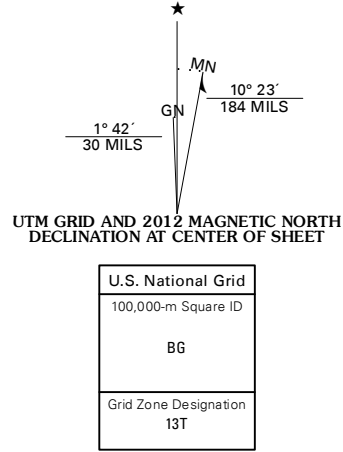 ★
MN
GN
10° 23´
184 MILS
1° 42´
30 MILS
UTM GRID AND 2012 MAGNETIC NORTH
DECLINATION AT CENTER OF SHEET
U.S. National Grid
100,000-m Square ID
BG
Grid Zone Designation
13T